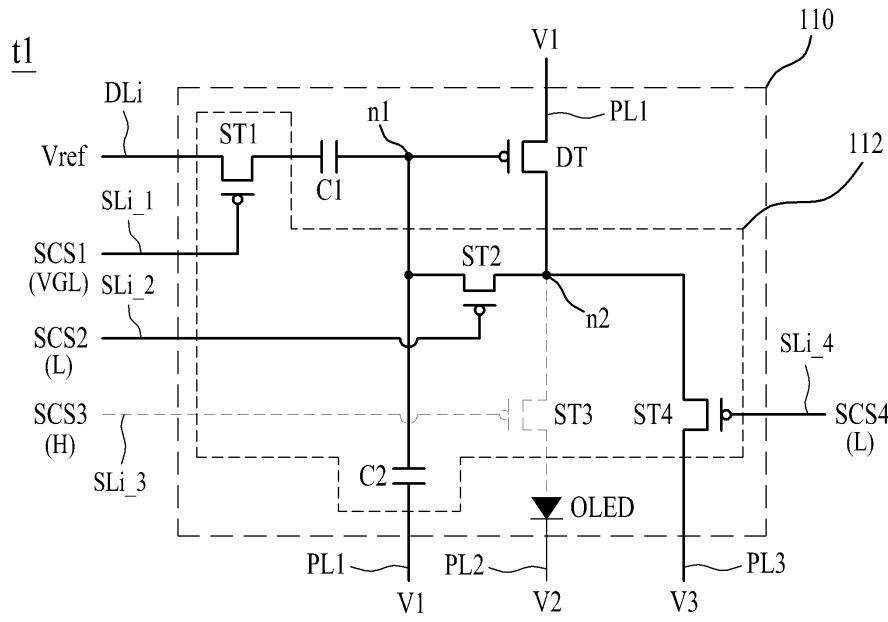 t1
V1
110
DLi
n1
ST1
PL1
Vref
DT
112
C1
SLi_1
SCS1
(VGL)
ST2
SLi_2
n2
SCS2
(L)
SLi_4
SCS3
(H)
ST3
ST4
SCS4
(L)
SLi_3
C2
OLED
PL1
PL2
PL3
V1
V2
V3